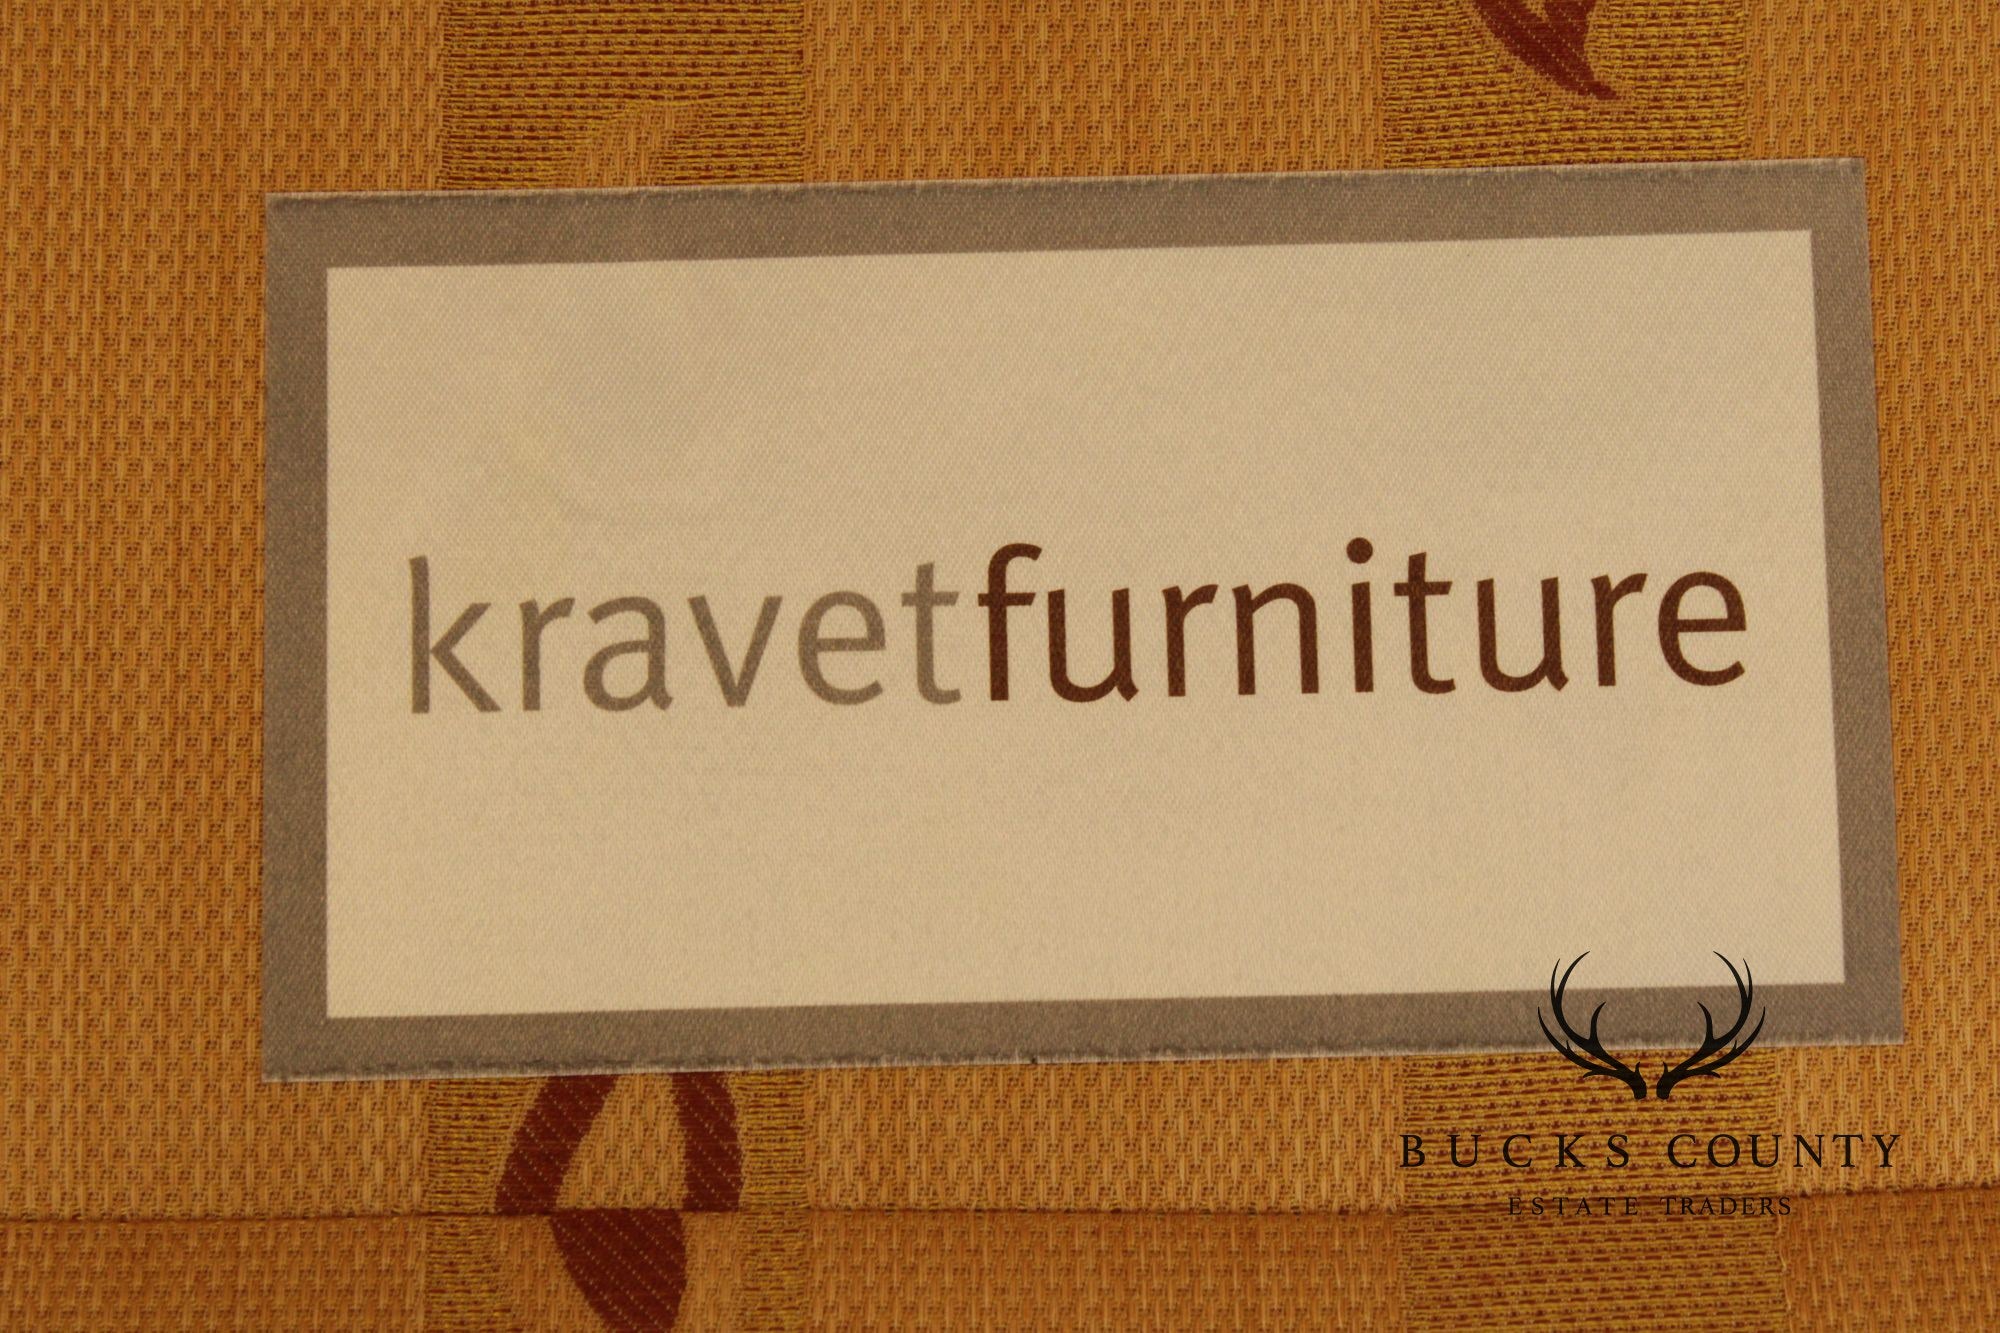 kravetfurniture
BUCKS COUNTY
ESTATE TRADERS